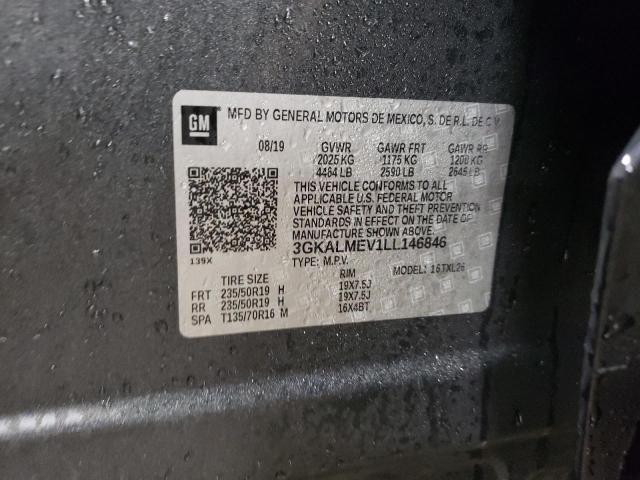 GM
MFD BY GENERAL MOTORS DE MEXICO, S. DE R.L. DE C.V.
08/19 GVWR GAWR FRT GAWR RR
2025 KG 1175 KG 1200 KG
4464 LB 2590 LB 2645 LB
THIS VEHICLE CONFORMS TO ALL
APPLICABLE U.S. FEDERAL MOTOR
VEHICLE SAFETY AND THEFT PREVENTION
STANDARDS IN EFFECT ON THE DATE OF
MANUFACTURE SHOWN ABOVE.
3GKALMEV1LL146846
139X
TYPE: M.P.V. MODEL: 16TXL26
TIRE SIZE RIM
FRT 235/50R19 H 19X7.5J
RR 235/50R19 H 19X7.5J
SPA T135/70R16 M 16X4BT